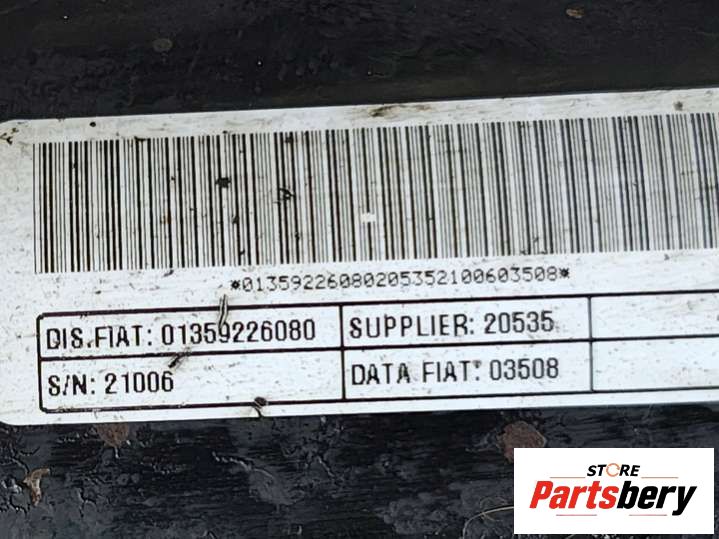 *01359226080205352100603508*
DIS.FIAT: 01359226080
SUPPLIER: 20535
S/N: 21006
DATA FIAT: 03508
STORE
Partsbery